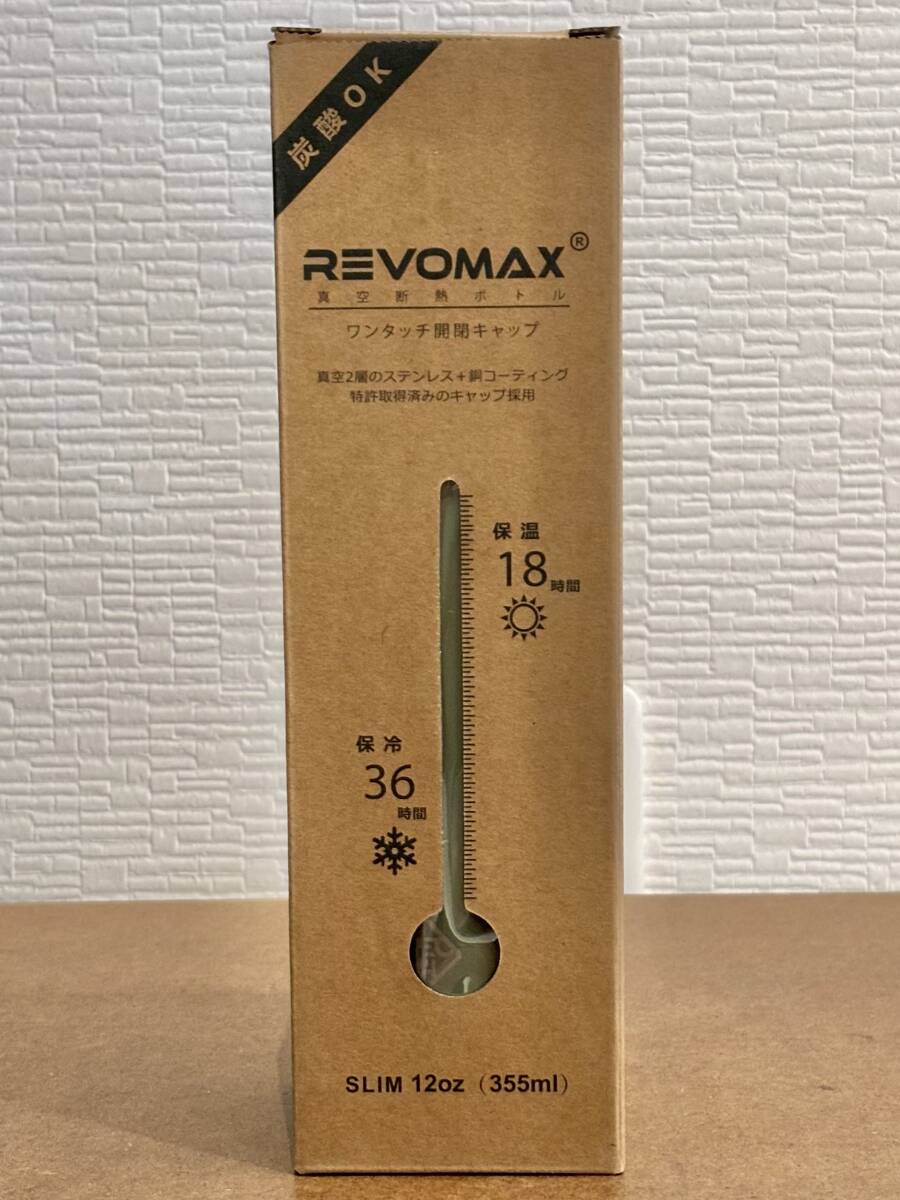 炭酸OK
REVOMAX®
真空断熱ボトル
ワンタッチ開閉キャップ
真空2層のステンレス+銅コーティング
特許取得済みのキャップ採用
保温
18時間
保冷
36時間
SLIM 12oz（355ml）